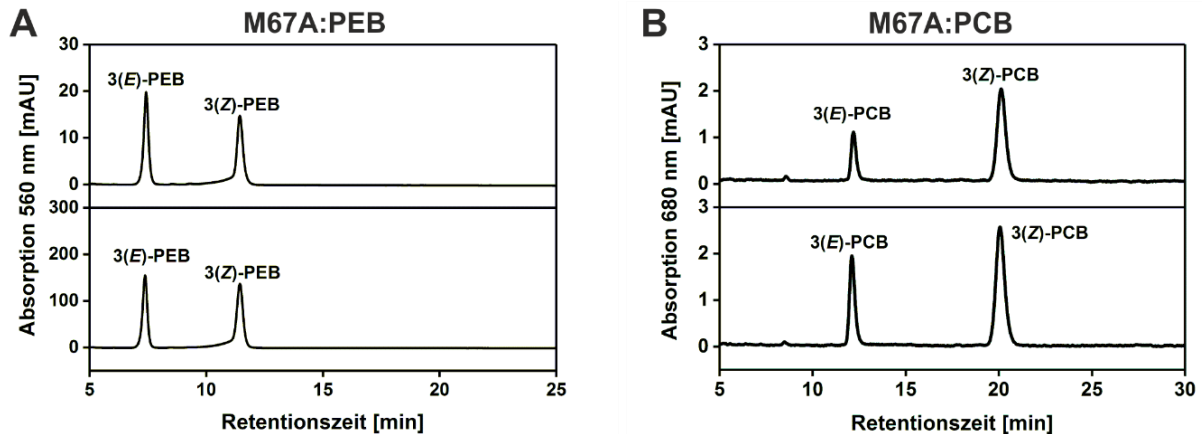 A
M67A:PEB
Absorption 560 nm [mAU]
30
20
10
0
3(E)-PEB
3(Z)-PEB
300
200
100
0
3(E)-PEB
3(Z)-PEB
5 10 15 20 25
Retentionszeit [min]
B
M67A:PCB
Absorption 680 nm [mAU]
3
2
1
0
3(E)-PCB
3(Z)-PCB
3
2
1
0
3(E)-PCB
3(Z)-PCB
5 10 15 20 25 30
Retentionszeit [min]